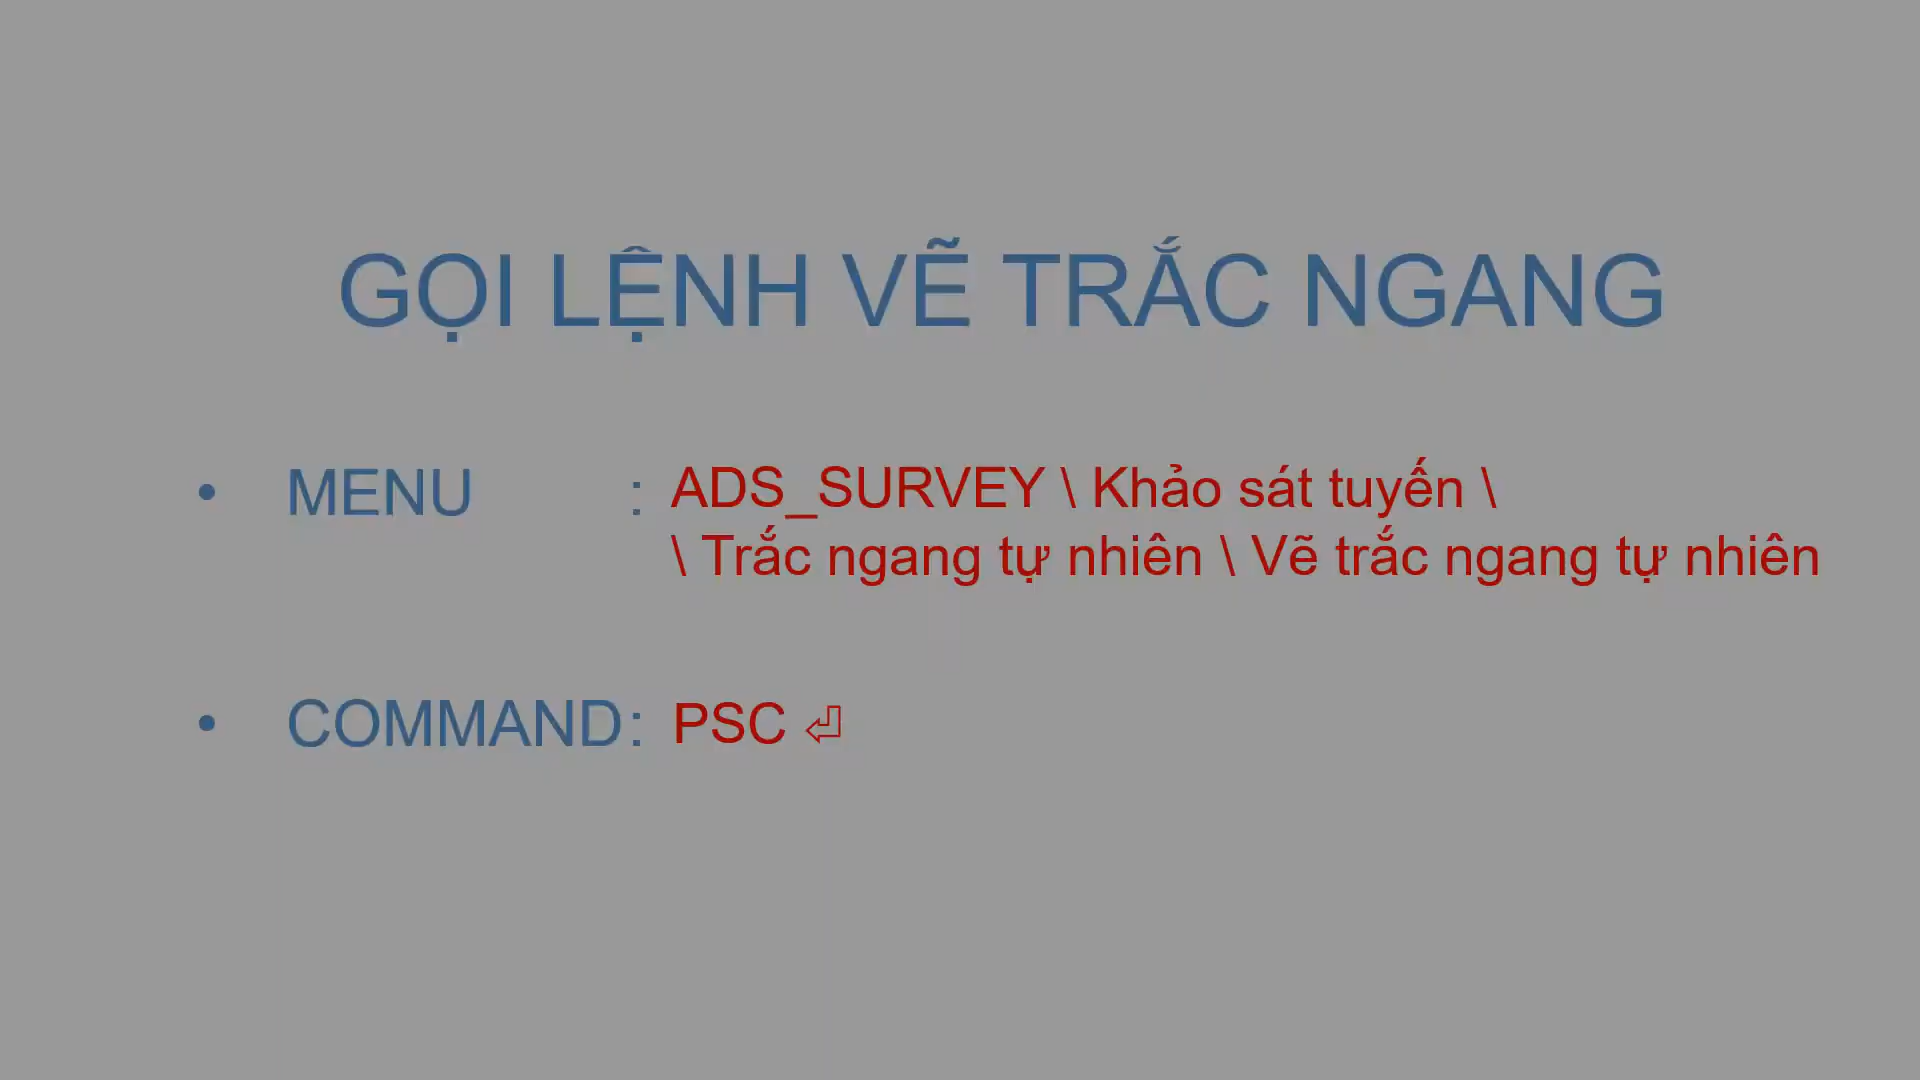 GỌI LỆNH VẼ TRẮC NGANG
• MENU : ADS_SURVEY \ Khảo sát tuyến \
\ Trắc ngang tự nhiên \ Vẽ trắc ngang tự nhiên
• COMMAND: PSC ⏎